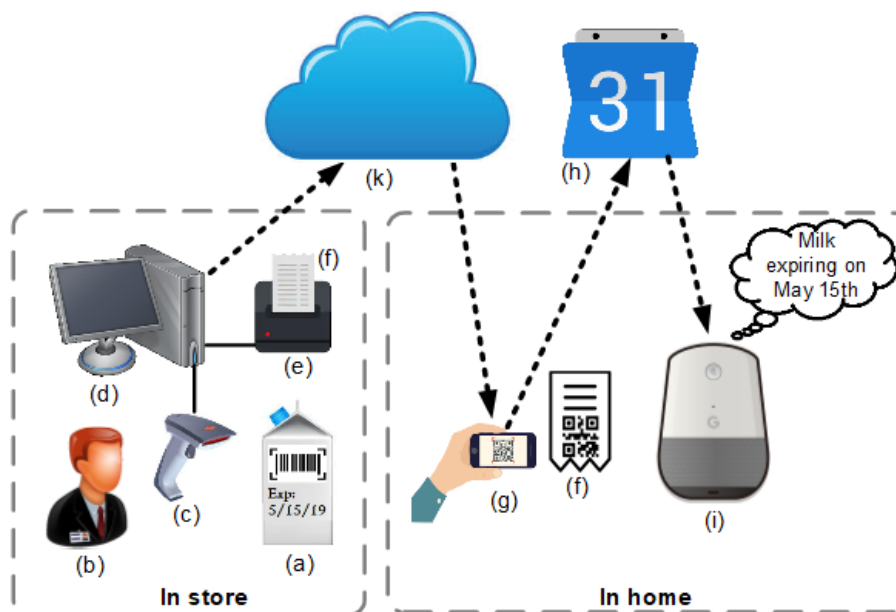 31
(k)
(h)
(f)
Milk
expiring on
May 15th
(e)
(d)
Exp:
5/15/19
(c)
(b)
(a)
In store
G
(f)
(g)
(i)
In home